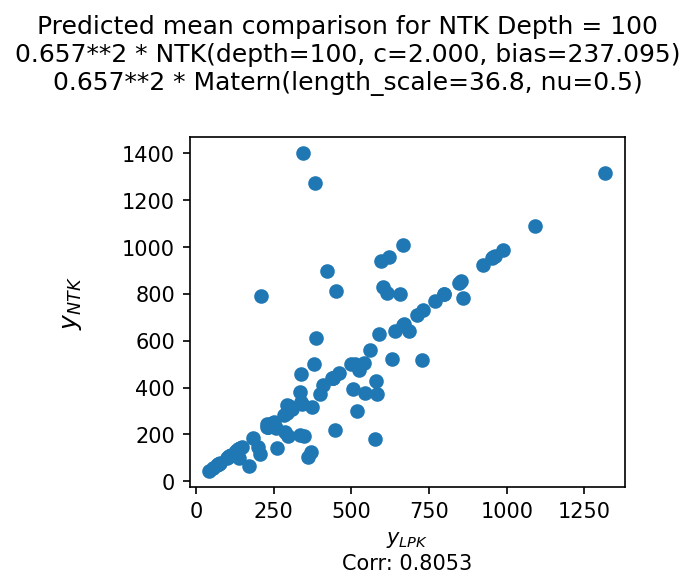 Predicted mean comparison for NTK Depth = 100
0.657**2 * NTK(depth=100, c=2.000, bias=237.095)
0.657**2 * Matern(length_scale=36.8, nu=0.5)
1400
1200
1000
800
600
400
200
0
y_NTK
0 250 500 750 1000 1250
y_LPK
Corr: 0.8053